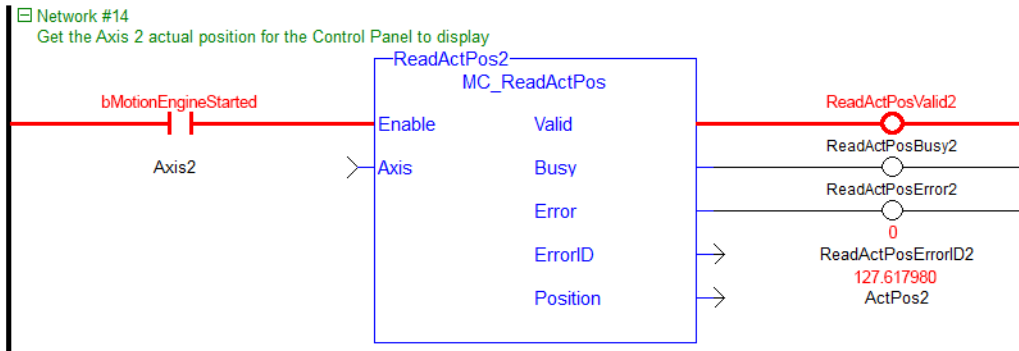 Network #14
Get the Axis 2 actual position for the Control Panel to display
ReadActPos2
MC_ReadActPos
bMotionEngineStarted
ReadActPosValid2
Enable
Valid
ReadActPosBusy2
Axis2
Axis
Busy
ReadActPosError2
Error
0
ErrorID
ReadActPosErrorID2
127.617980
Position
ActPos2